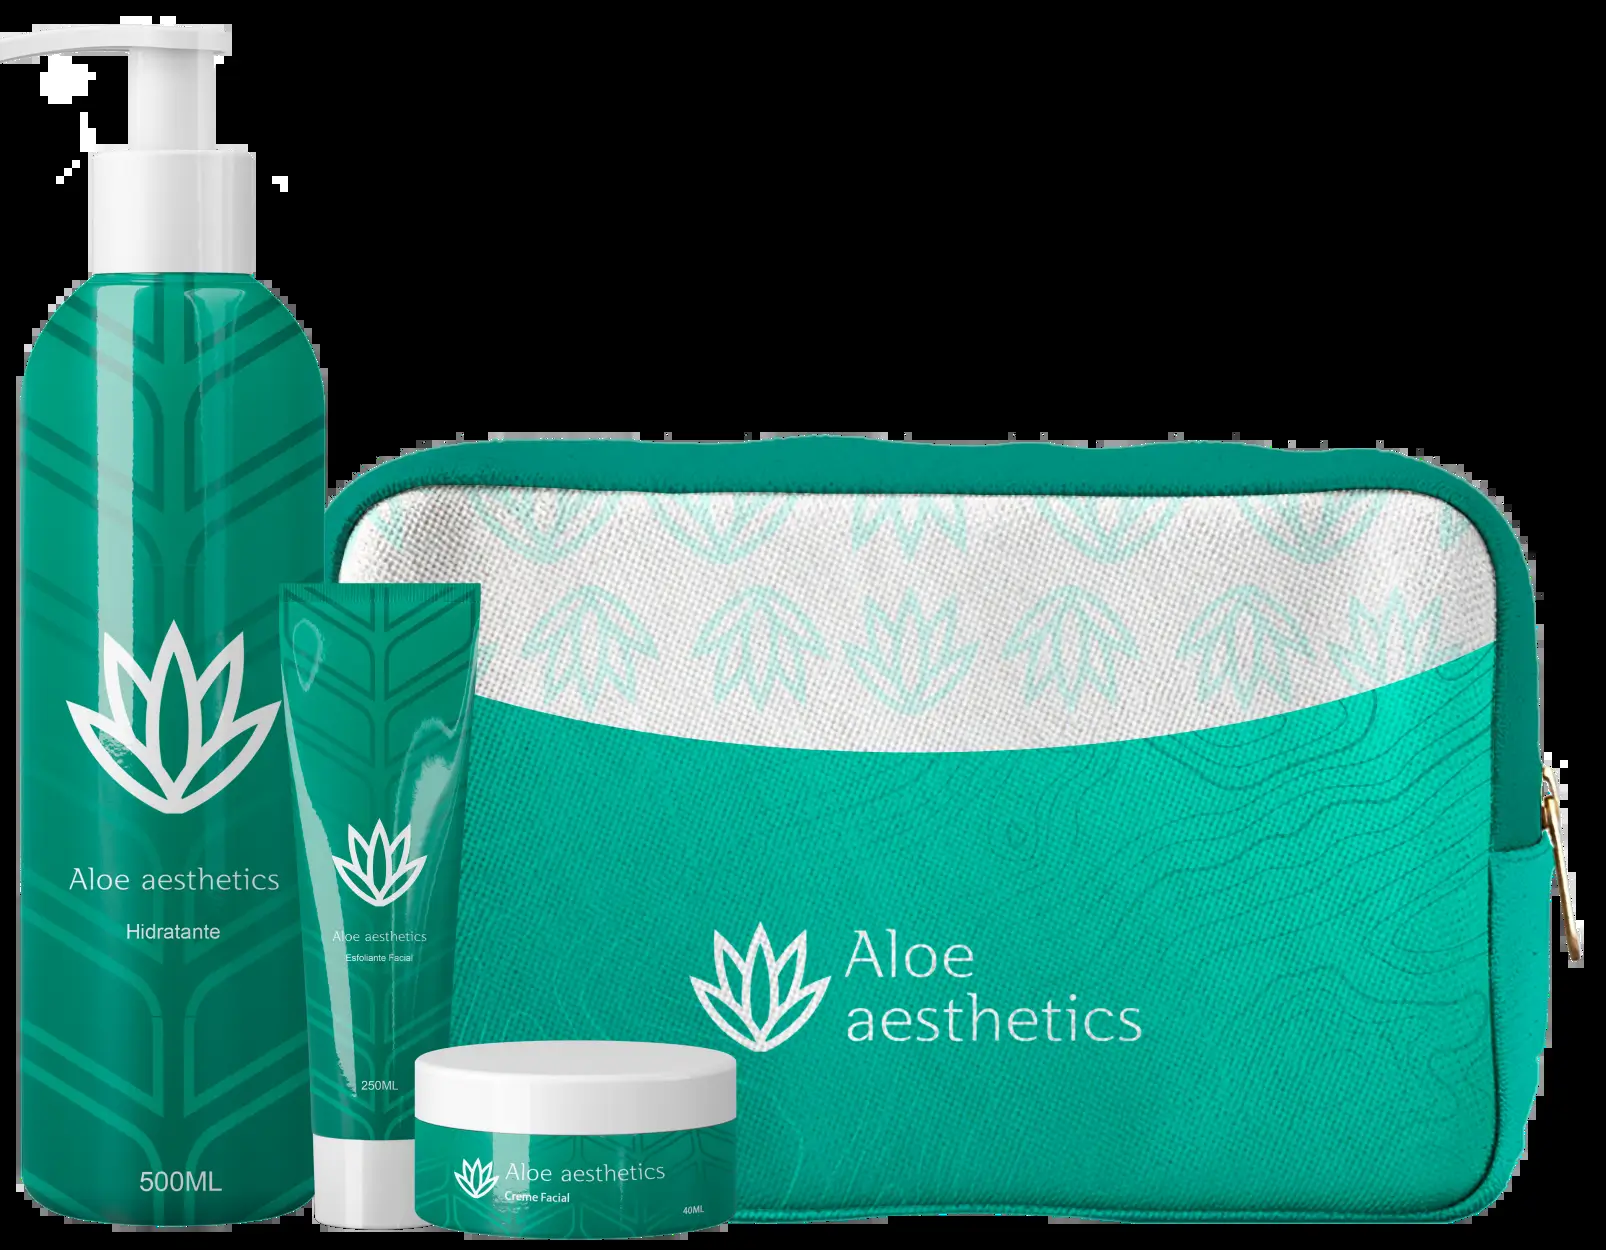 Aloe aesthetics
Hidratante
500ML
Aloe aesthetics
Esfoliante Facial
250ML
Aloe aesthetics
Creme Facial
40ML
Aloe
aesthetics